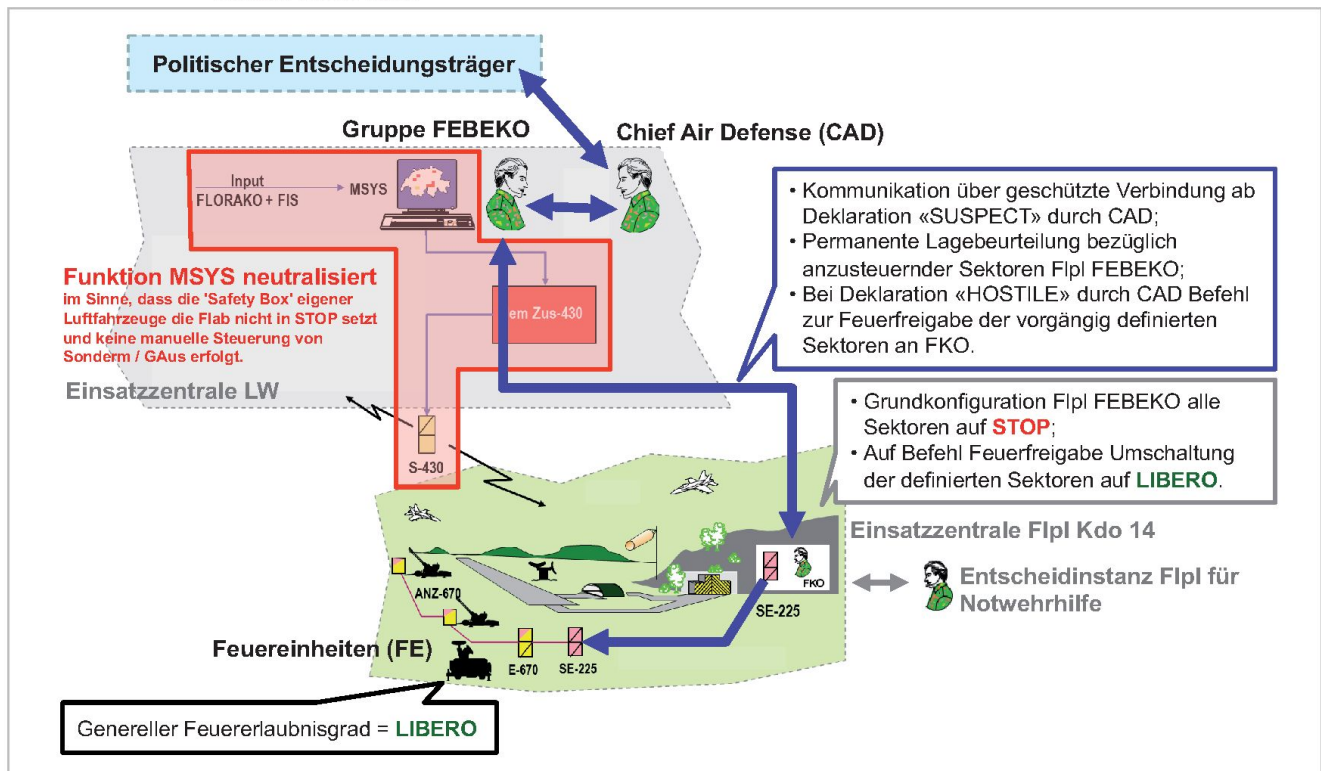 Politischer Entscheidungsträger
Gruppe FEBEKO
Chief Air Defense (CAD)
Input
FLORAKO + FIS
MSYS
Funktion MSYS neutralisiert
im Sinne, dass die 'Safety Box' eigener
Luftfahrzeuge die Flab nicht in STOP setzt
und keine manuelle Steuerung von
Sonderm / GAus erfolgt.
em Zus-430
Einsatzzentrale LW
S-430
• Kommunikation über geschützte Verbindung ab
Deklaration «SUSPECT» durch CAD;
• Permanente Lagebeurteilung bezüglich
anzusteuernder Sektoren Flpl FEBEKO;
• Bei Deklaration «HOSTILE» durch CAD Befehl
zur Feuerfreigabe der vorgängig definierten
Sektoren an FKO.
• Grundkonfiguration Flpl FEBEKO alle
Sektoren auf STOP;
• Auf Befehl Feuerfreigabe Umschaltung
der definierten Sektoren auf LIBERO.
Einsatzzentrale Flpl Kdo 14
FKO
SE-225
Entscheidinstanz Flpl für
Notwehrhilfe
ANZ-670
Feuereinheiten (FE)
E-670
SE-225
Genereller Feuererlaubnisgrad = LIBERO